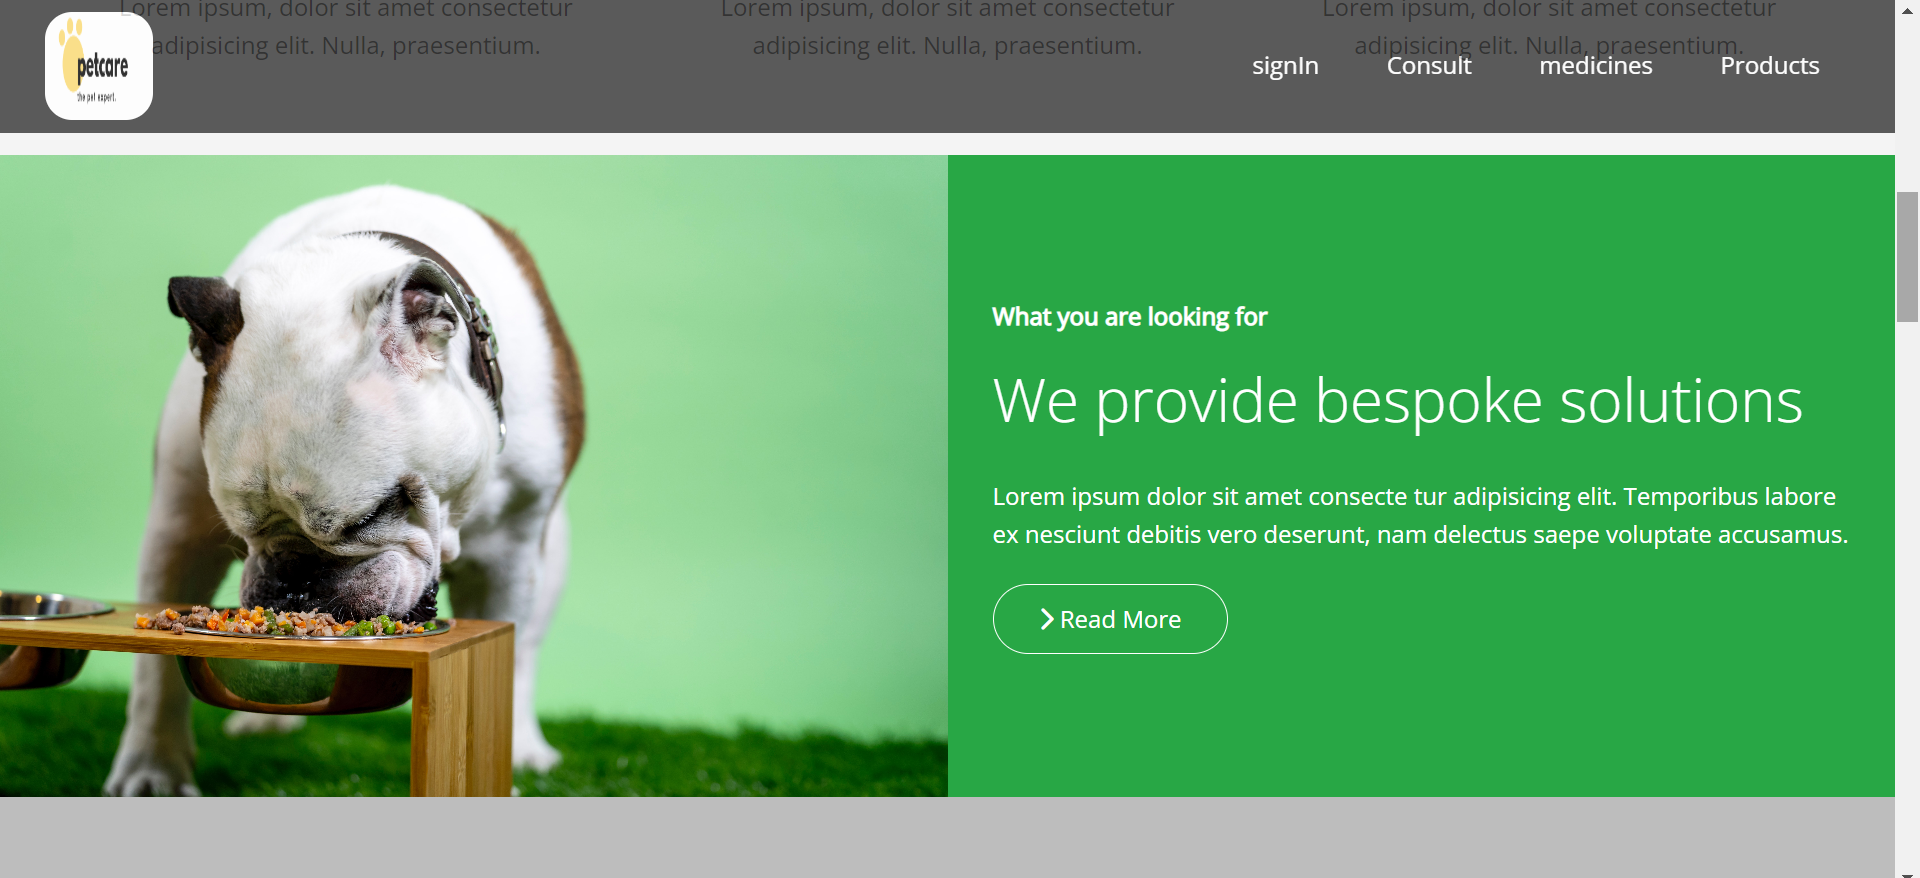 Lorem ipsum, dolor sit amet consectetur
adipisicing elit. Nulla, praesentium.
Lorem ipsum, dolor sit amet consectetur
adipisicing elit. Nulla, praesentium.
Lorem ipsum, dolor sit amet consectetur
adipisicing elit. Nulla, praesentium.
petcare
the pet expert.
signIn
Consult
medicines
Products
What you are looking for
We provide bespoke solutions
Lorem ipsum dolor sit amet consecte tur adipisicing elit. Temporibus labore
ex nesciunt debitis vero deserunt, nam delectus saepe voluptate accusamus.
Read More